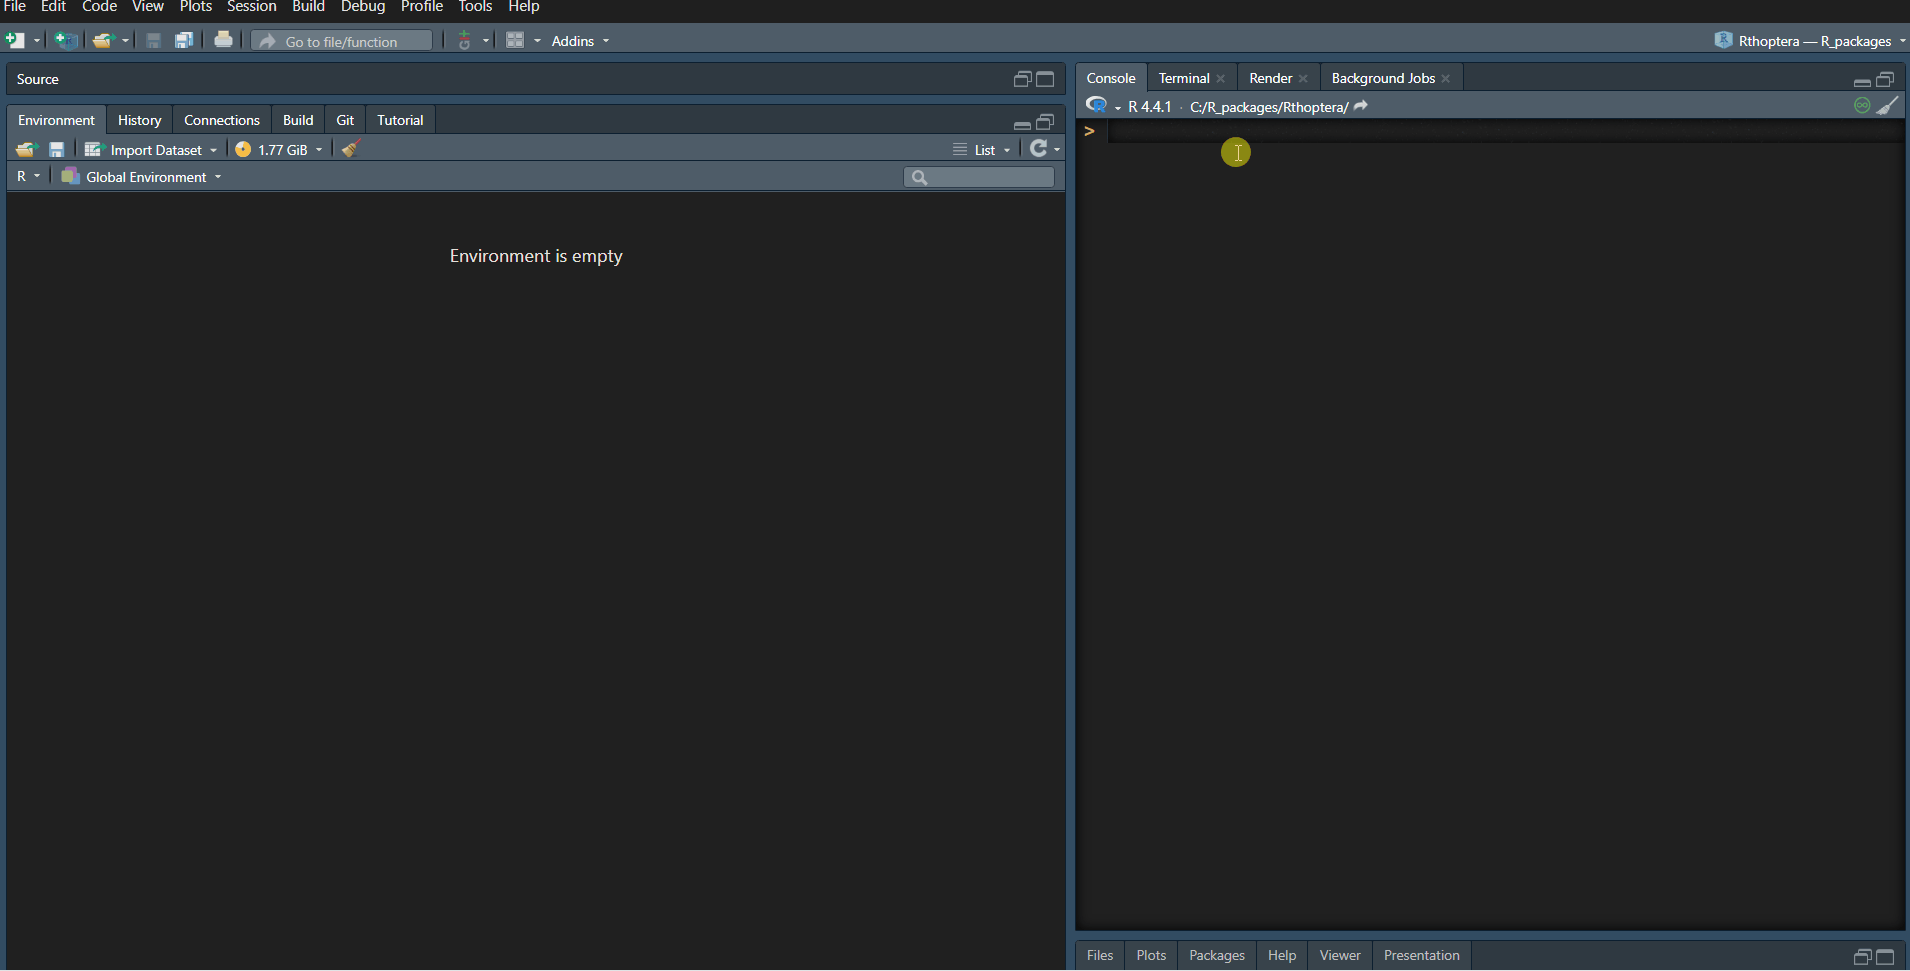 File Edit Code View Plots Session Build Debug Profile Tools Help
Go to file/function Addins Rthoptera — R_packages
Source
Environment History Connections Build Git Tutorial
Import Dataset 1.77 GiB List
R Global Environment
Environment is empty
Console Terminal Render Background Jobs
R 4.4.1 · C:/R_packages/Rthoptera/
>
Files Plots Packages Help Viewer Presentation